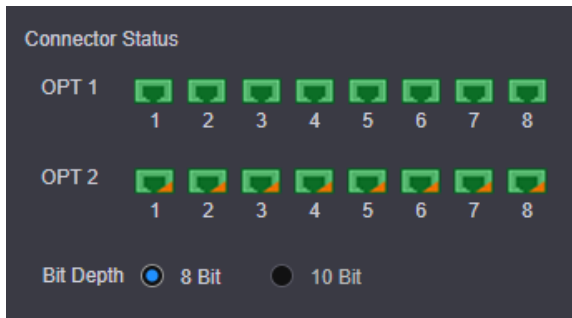 Connector Status
OPT 1
1 2 3 4 5 6 7 8
OPT 2
1 2 3 4 5 6 7 8
Bit Depth 8 Bit 10 Bit